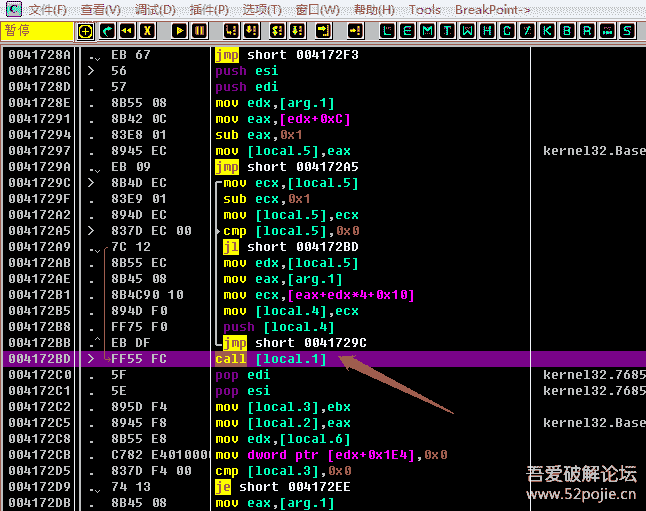 C 文件(F) 查看(V) 调试(D) 插件(P) 选项(T) 窗口(W) 帮助(H) Tools BreakPoint->
暂停 L E M T W H C / K B R ... S
0041728A . EB 67 jmp short 004172F3
0041728C > 56 push esi
0041728D . 57 push edi
0041728E . 8B55 08 mov edx,[arg.1]
00417291 . 8B42 0C mov eax,[edx+0xC]
00417294 . 83E8 01 sub eax,0x1
00417297 . 8945 EC mov [local.5],eax kernel32.Base
0041729A . EB 09 jmp short 004172A5
0041729C > 8B4D EC mov ecx,[local.5]
0041729F . 83E9 01 sub ecx,0x1
004172A2 . 894D EC mov [local.5],ecx
004172A5 > 837D EC 00 cmp [local.5],0x0
004172A9 . 7C 12 jl short 004172BD
004172AB . 8B55 EC mov edx,[local.5]
004172AE . 8B45 08 mov eax,[arg.1]
004172B1 . 8B4C90 10 mov ecx,[eax+edx*4+0x10]
004172B5 . 894D F0 mov [local.4],ecx
004172B8 . FF75 F0 push [local.4]
004172BB .^ EB DF jmp short 0041729C
004172BD > FF55 FC call [local.1]
004172C0 . 5F pop edi kernel32.7685
004172C1 . 5E pop esi kernel32.7685
004172C2 . 895D F4 mov [local.3],ebx
004172C5 . 8945 F8 mov [local.2],eax kernel32.Base
004172C8 . 8B55 E8 mov edx,[local.6]
004172CB . C782 E4010000 mov dword ptr [edx+0x1E4],0x0
004172D5 . 837D F4 00 cmp [local.3],0x0
004172D9 . 74 13 je short 004172EE
004172DB . 8B45 08 mov eax,[arg.1]
吾爱破解论坛
www.52pojie.cn